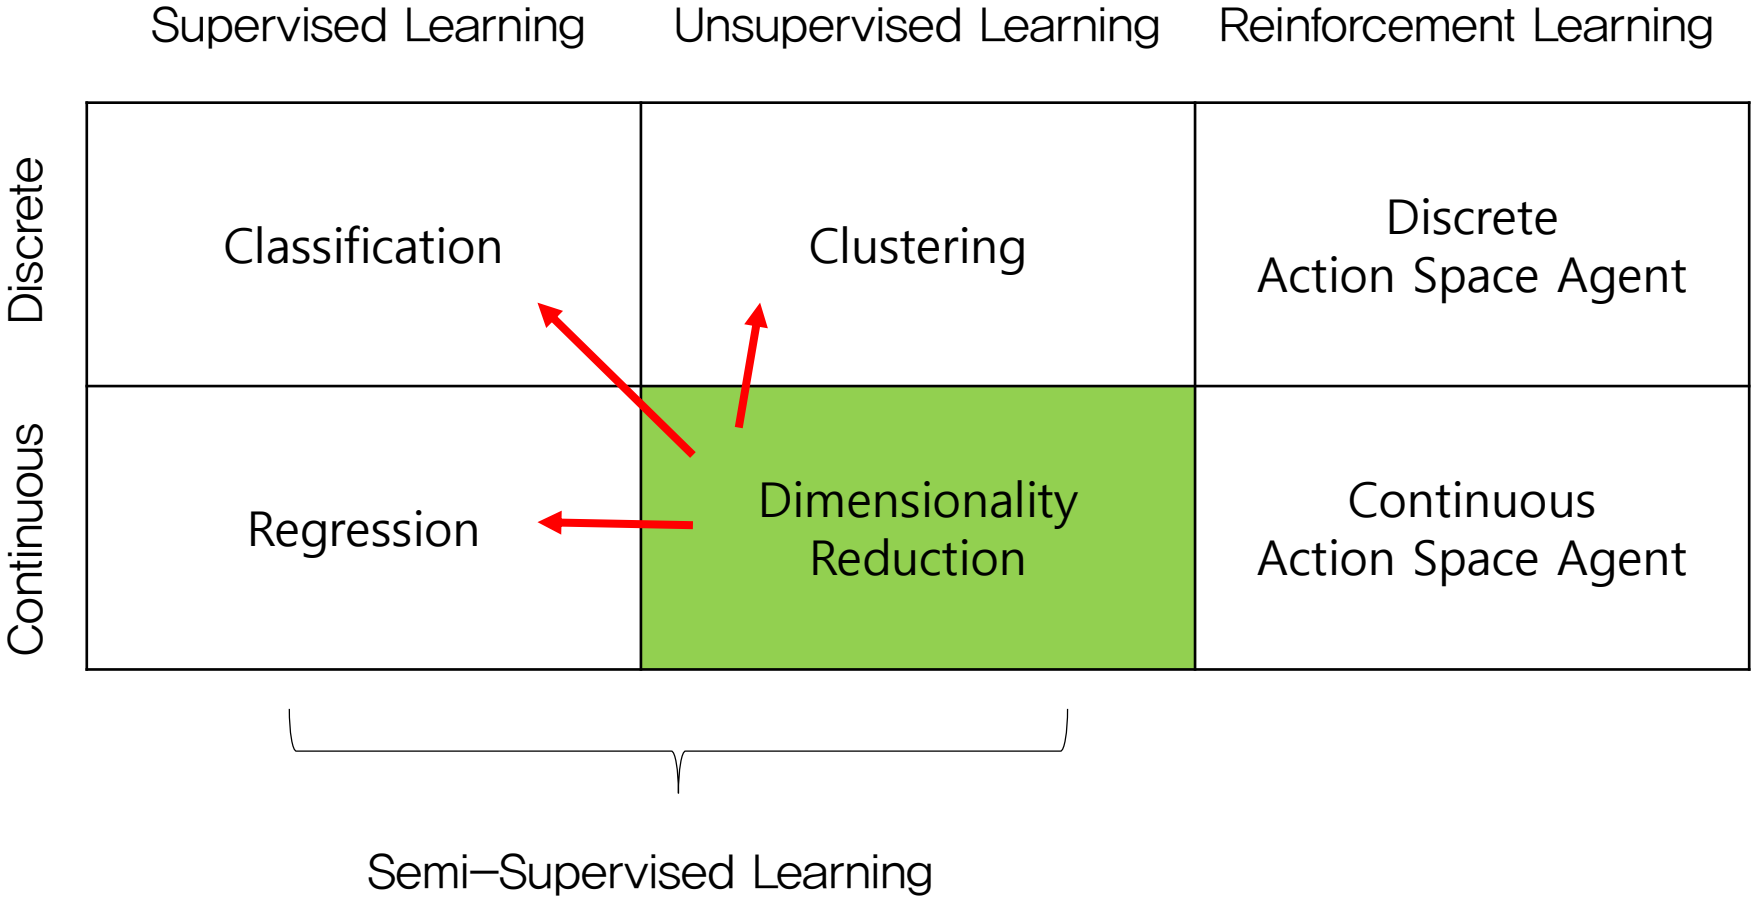 Supervised Learning
Unsupervised Learning
Reinforcement Learning
Discrete
Classification
Clustering
Discrete
Action Space Agent
Continuous
Regression
Dimensionality
Reduction
Continuous
Action Space Agent
Semi-Supervised Learning